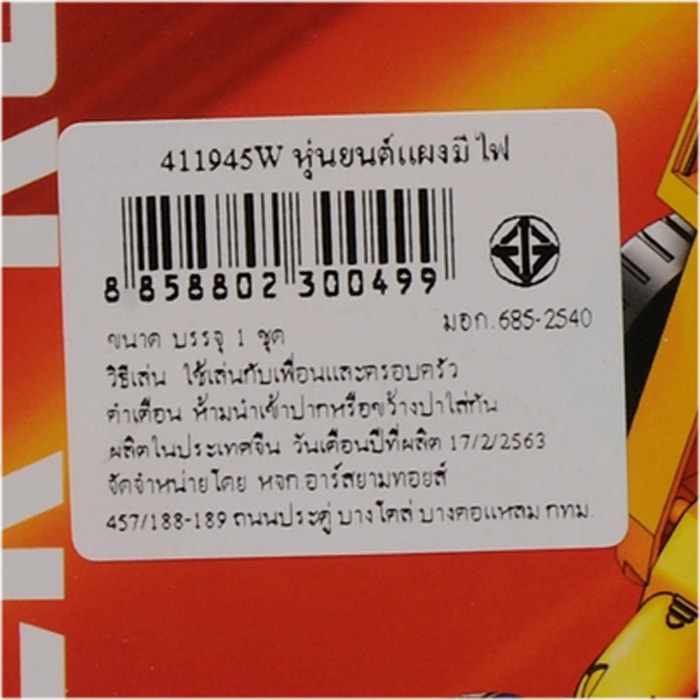 411945W หุ่นยนต์แผงมีไฟ
8 858802 300499
มอก.685-2540
ขนาด บรรจุ 1 ชุด
วิธีเล่น ใช้เล่นกับเพื่อนและครอบครัว
คำเตือน ห้ามนำเข้าปากหรือขว้างปาใส่กัน
ผลิตในประเทศจีน วันเดือนปีที่ผลิต 17/2/2563
จัดจำหน่ายโดย หจก.อาร์สยามทอยส์
457/188-189 ถนนประดู่ บางโคล่ บางคอแหลม กทม.